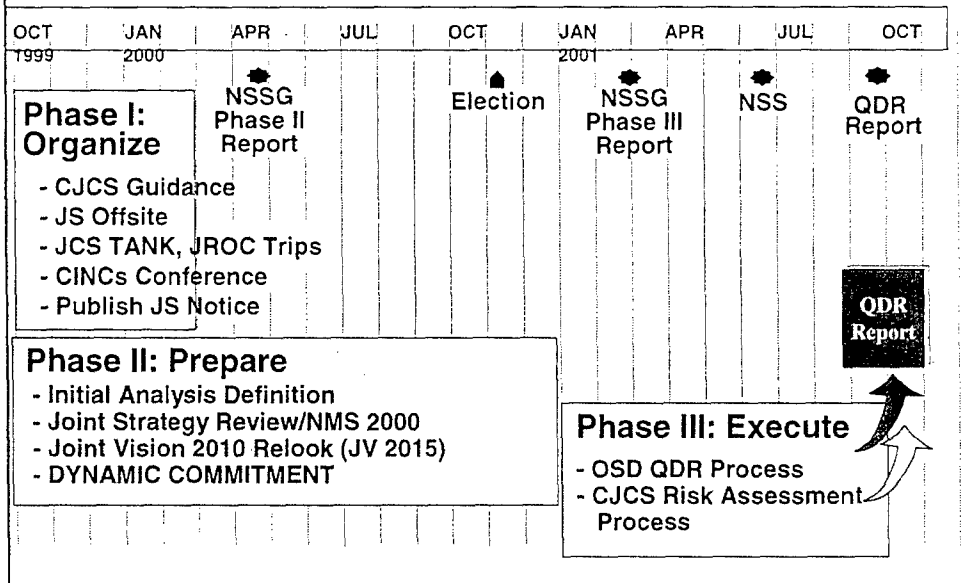 OCT JAN APR JUL OCT JAN APR JUL OCT
1999 2000 2001
NSSG
Phase II
Report
Election
NSSG
Phase III
Report
NSS
QDR
Report
Phase I:
Organize
- CJCS Guidance
- JS Offsite
- JCS TANK, JROC Trips
- CINCs Conference
- Publish JS Notice
QDR
Report
Phase II: Prepare
- Initial Analysis Definition
- Joint Strategy Review/NMS 2000
- Joint Vision 2010 Relook (JV 2015)
- DYNAMIC COMMITMENT
Phase III: Execute
- OSD QDR Process
- CJCS Risk Assessment
Process